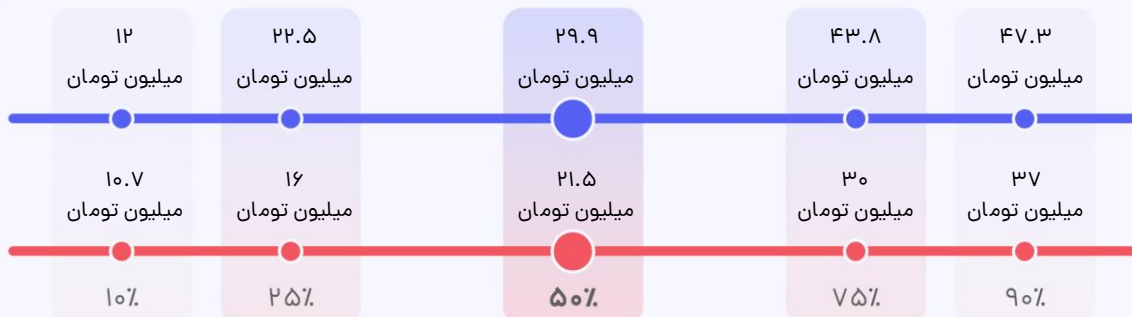 ۱۲ ۲۲.۵ ۲۹.۹ ۴۳.۸ ۴۷.۳
میلیون تومان میلیون تومان میلیون تومان میلیون تومان میلیون تومان
۱۰.۷ ۱۶ ۲۱.۵ ۳۰ ۳۷
میلیون تومان میلیون تومان میلیون تومان میلیون تومان میلیون تومان
۱۰٪ ۲۵٪ ۵۰٪ ۷۵٪ ۹۰٪